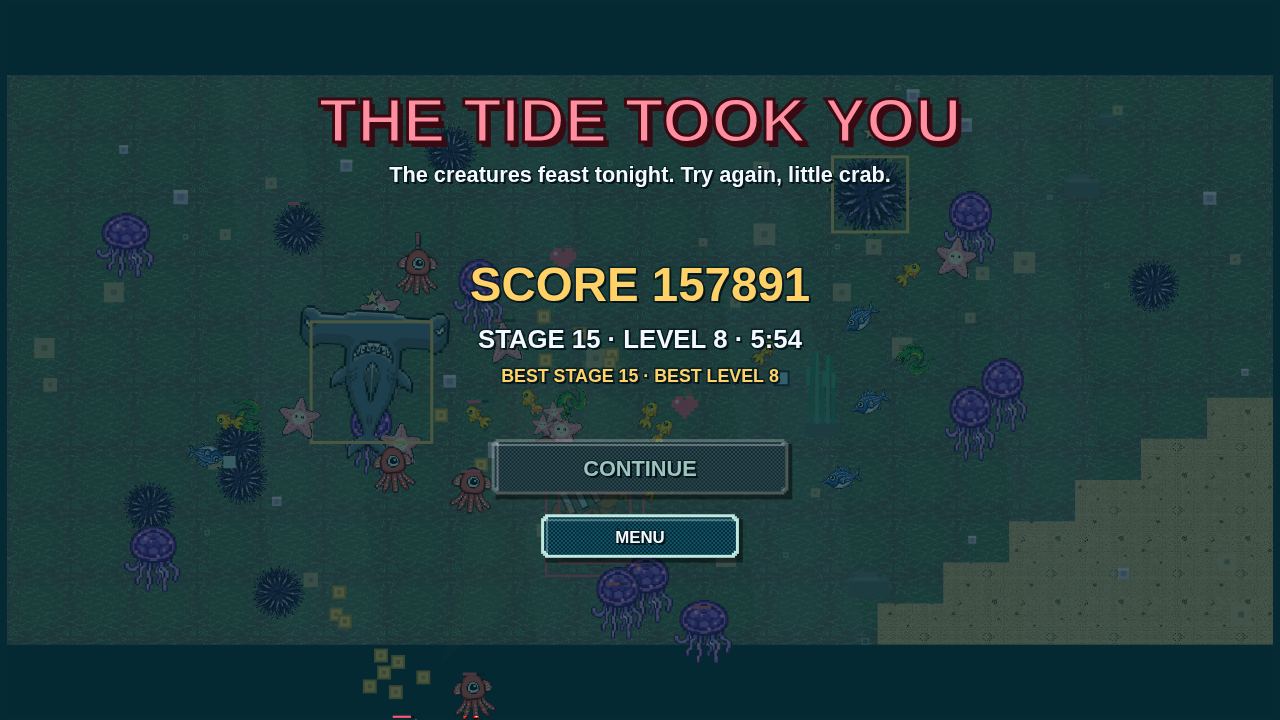 THE TIDE TOOK YOU
The creatures feast tonight. Try again, little crab.
SCORE 157891
STAGE 15 · LEVEL 8 · 5:54
BEST STAGE 15 · BEST LEVEL 8
CONTINUE
MENU